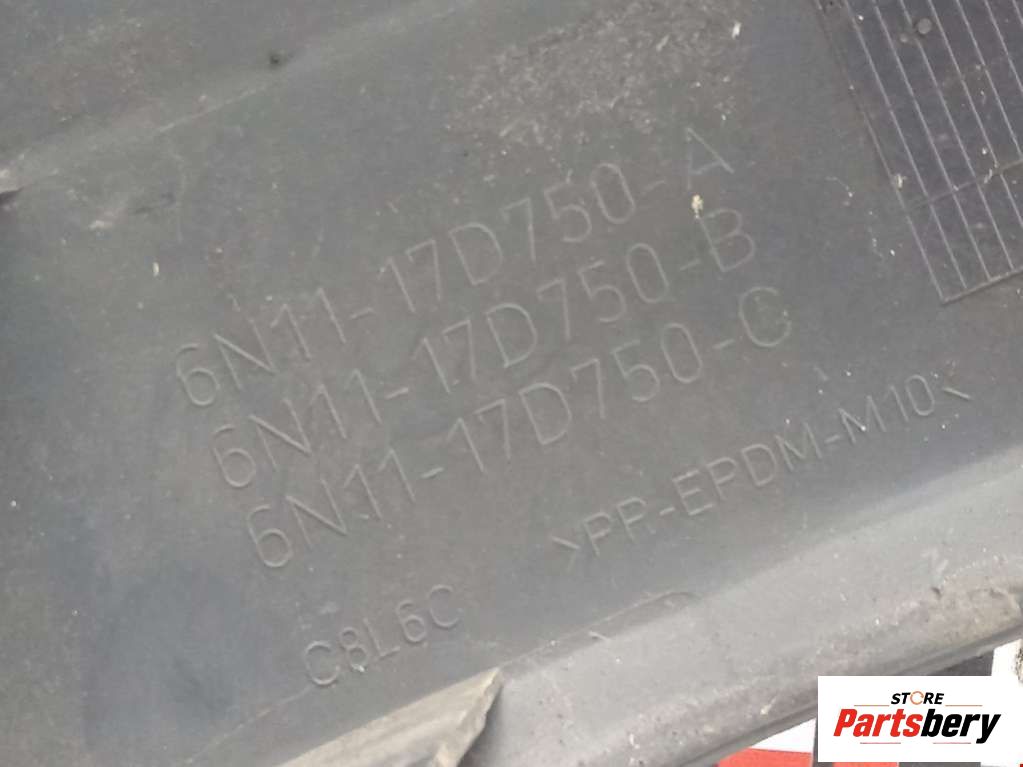 6N11-17D750-A
6N11-17D750-B
6N11-17D750-C
>PP-EPDM-M10<
C8L6C
STORE
Partsbery